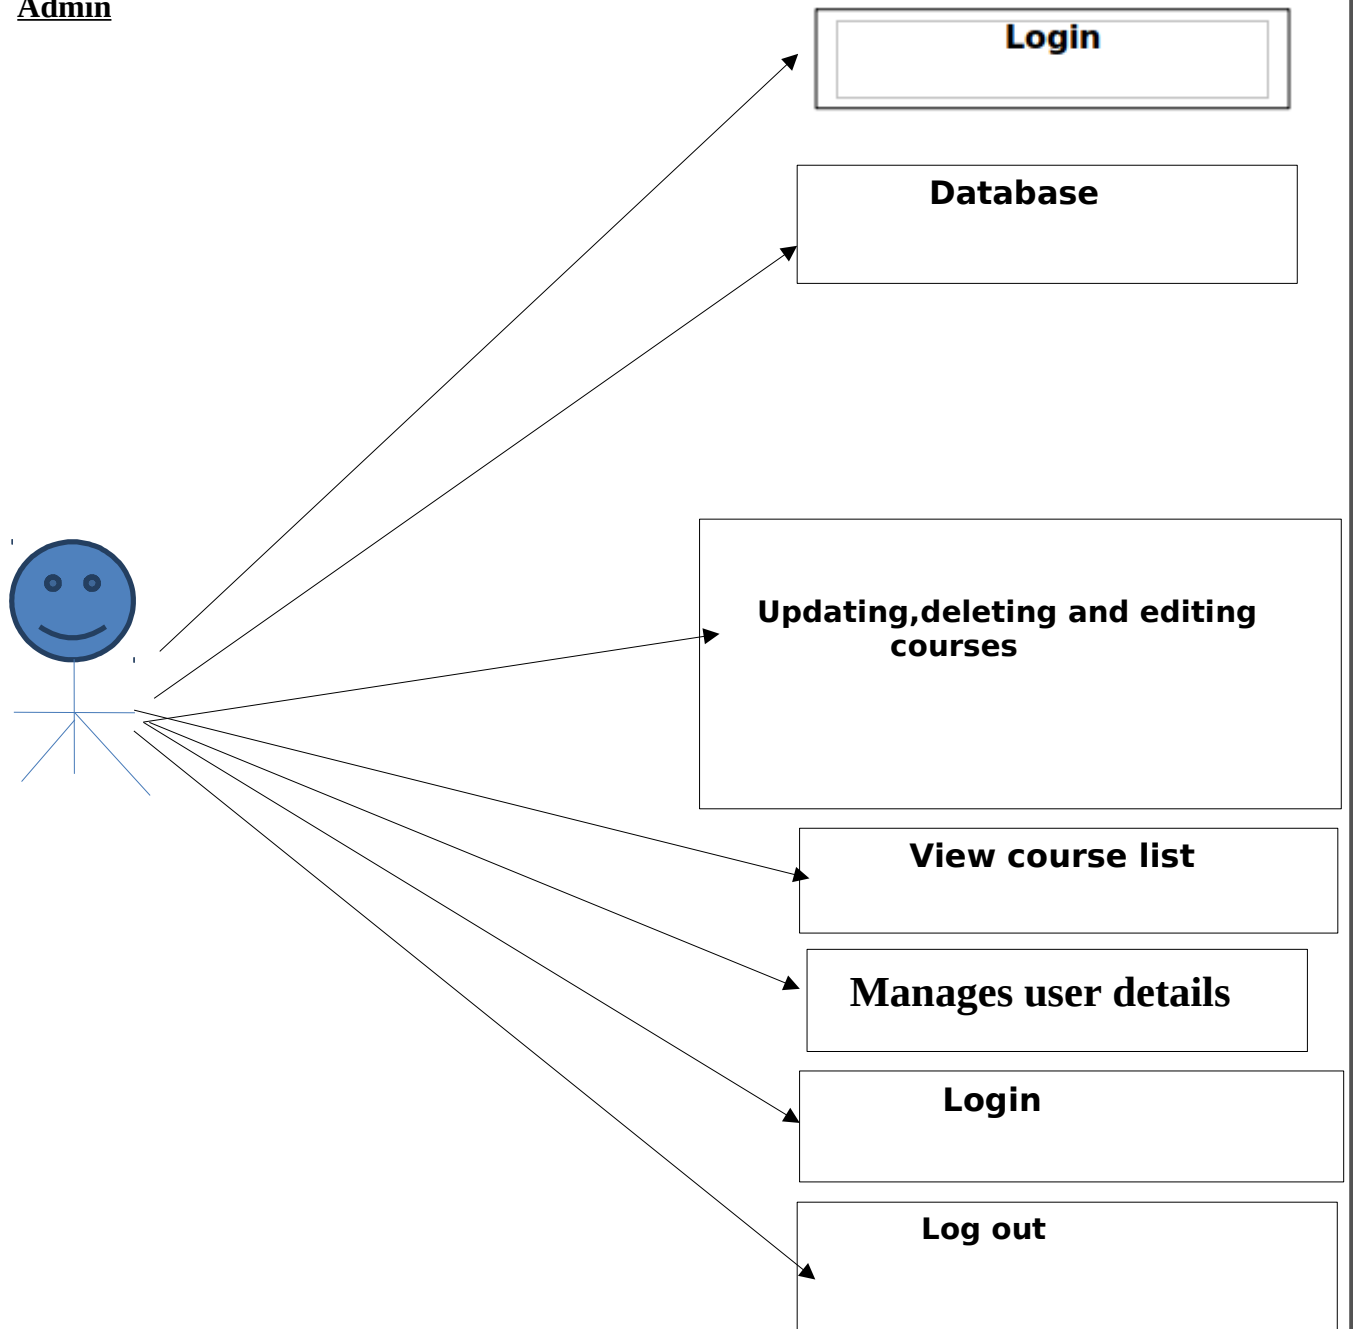 Admin
Login
Database
Updating,deleting and editing
courses
View course list
Manages user details
Login
Log out